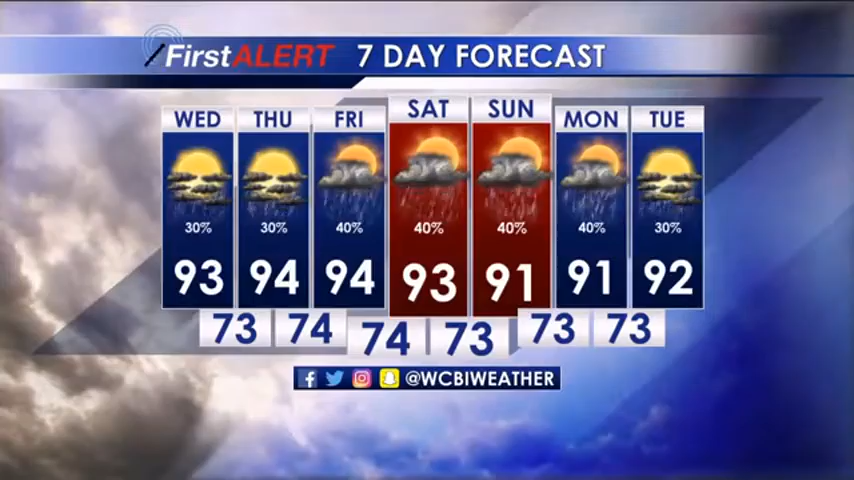 FirstALERT 7 DAY FORECAST
WED THU FRI SAT SUN MON TUE
30% 30% 40% 40% 40% 40% 30%
93 94 94 93 91 91 92
73 74 74 73 73 73
@WCBIWEATHER